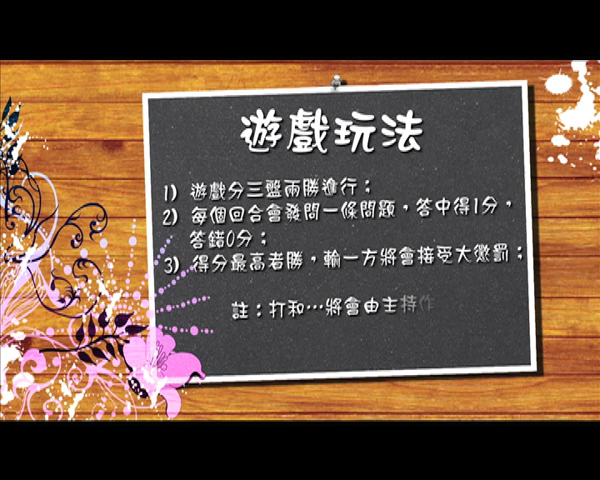 遊戲玩法
1) 遊戲分三盤兩勝進行；
2) 每個回合會發問一條問題，答中得1分，
答錯0分；
3) 得分最高者勝，輸一方將會接受大懲罰；
註：打和…將會由主持作